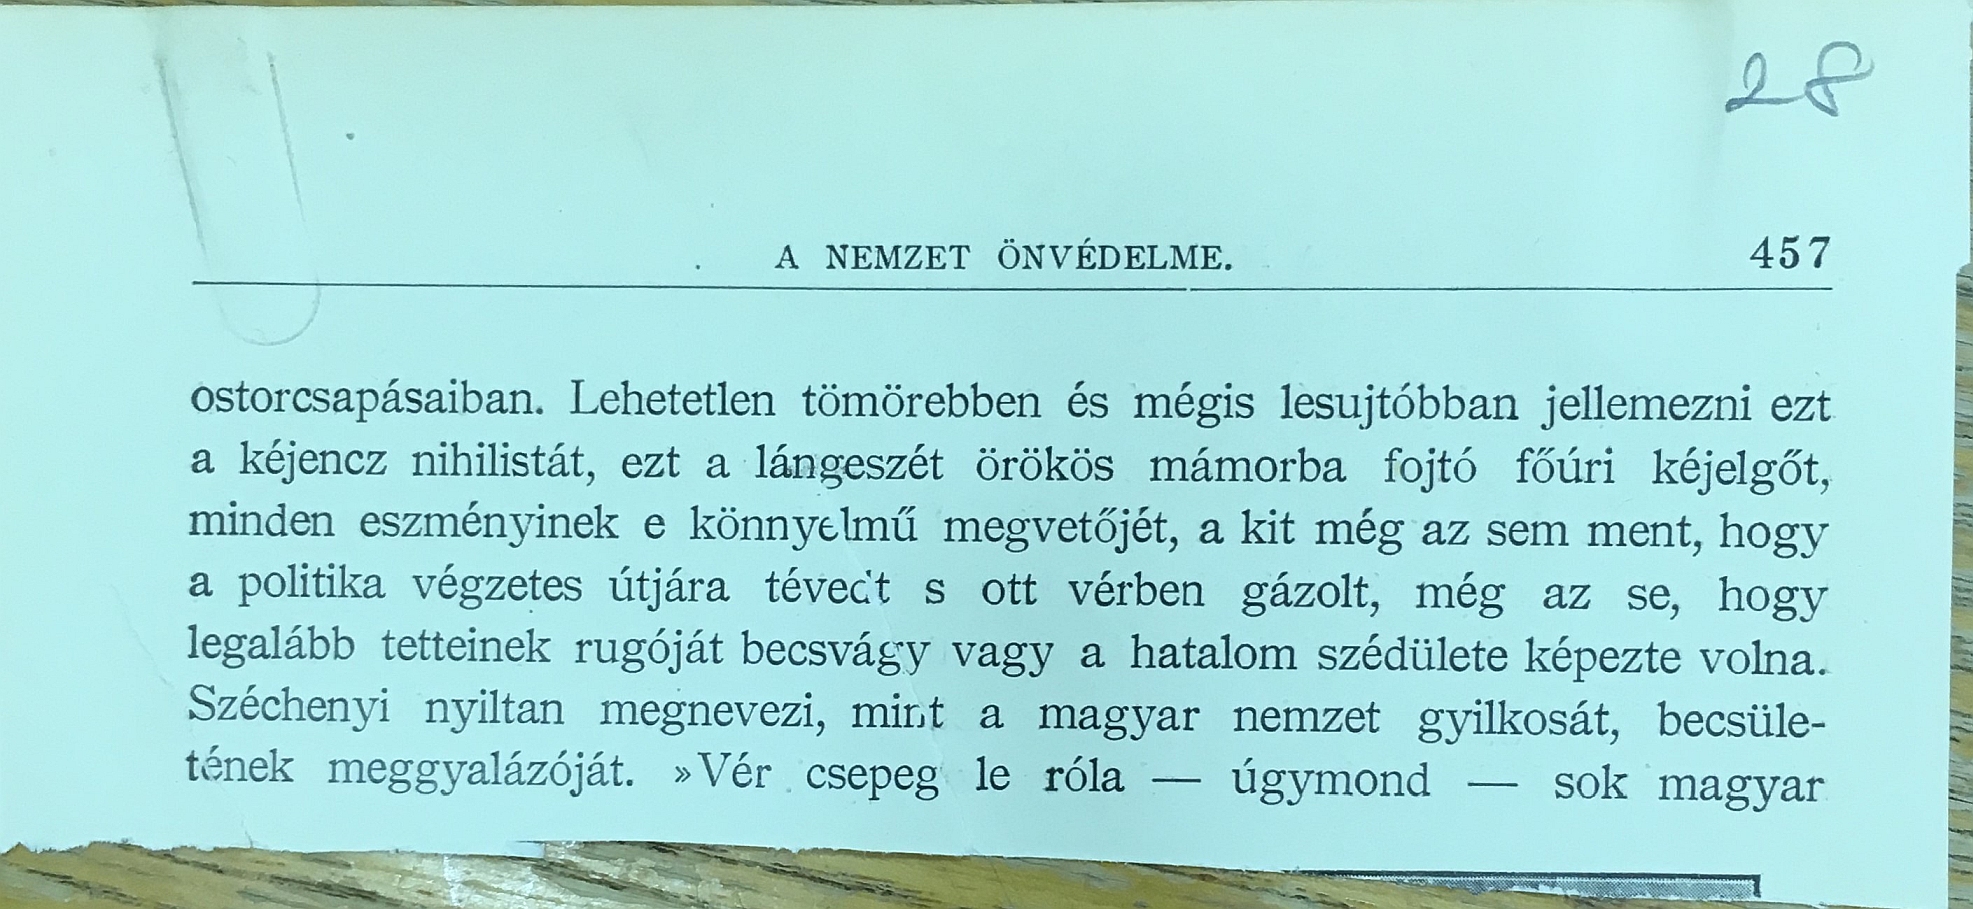 28
A NEMZET ÖNVÉDELME. 457
ostorcsapásaiban. Lehetetlen tömörebben és mégis lesujtóbban jellemezni ezt
a kéjencz nihilistát, ezt a lángeszét örökös mámorba fojtó főúri kéjelgőt,
minden eszményinek e könnyelmű megvetőjét, a kit még az sem ment, hogy
a politika végzetes útjára tévedt s ott vérben gázolt, még az se, hogy
legalább tetteinek rugóját becsvágy vagy a hatalom szédülete képezte volna.
Széchenyi nyiltan megnevezi, mint a magyar nemzet gyilkosát, becsüle-
tének meggyalázóját. »Vér csepeg le róla — úgymond — sok magyar